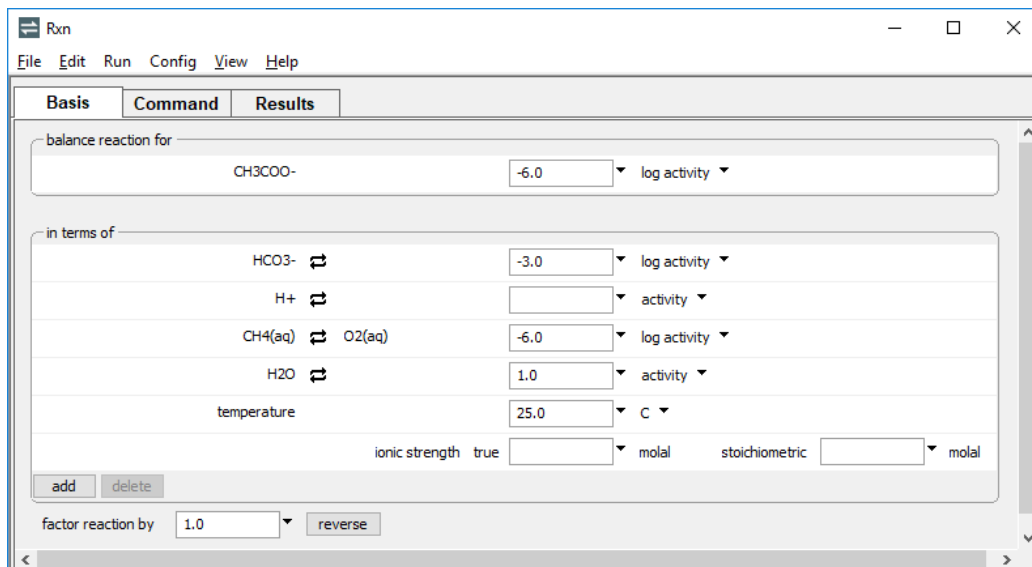 Rxn
File Edit Run Config View Help
Basis Command Results
balance reaction for
CH3COO- -6.0 log activity
in terms of
HCO3- -3.0 log activity
H+ activity
CH4(aq) O2(aq) -6.0 log activity
H2O 1.0 activity
temperature 25.0 C
ionic strength true molal stoichiometric molal
add delete
factor reaction by 1.0 reverse